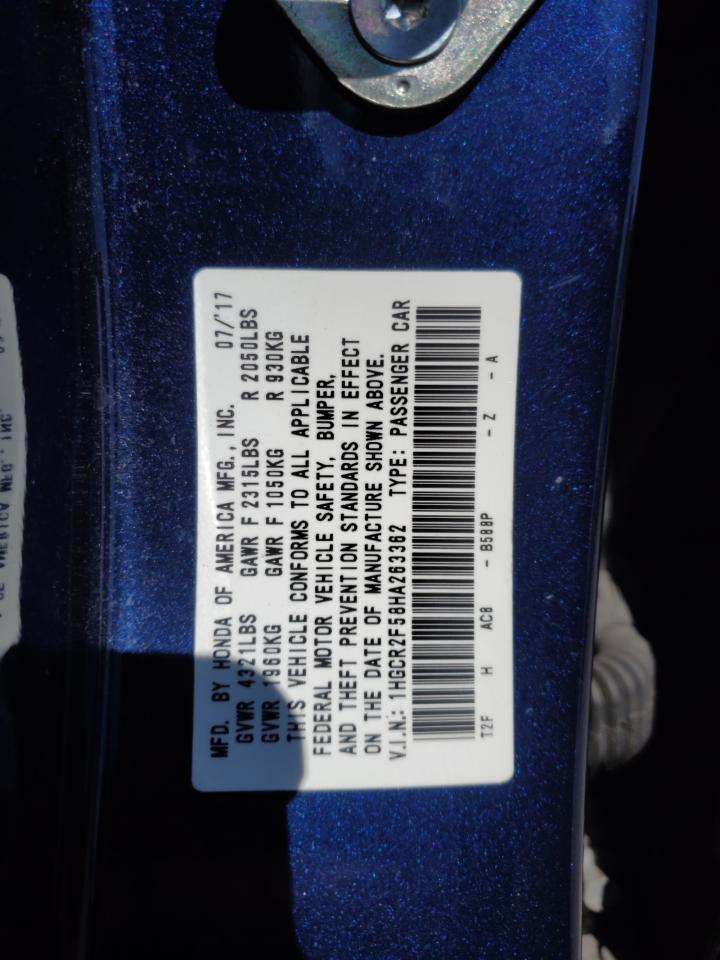 MFD. BY HONDA OF AMERICA MFG., INC. 07/'17
GVWR 4321LBS GAWR F 2315LBS R 2050LBS
GVWR 1960KG GAWR F 1050KG R 930KG
THIS VEHICLE CONFORMS TO ALL APPLICABLE
FEDERAL MOTOR VEHICLE SAFETY, BUMPER,
AND THEFT PREVENTION STANDARDS IN EFFECT
ON THE DATE OF MANUFACTURE SHOWN ABOVE.
V.I.N.: 1HGCR2F58HA263362 TYPE: PASSENGER CAR
T2F H AC8 - B588P - Z - A